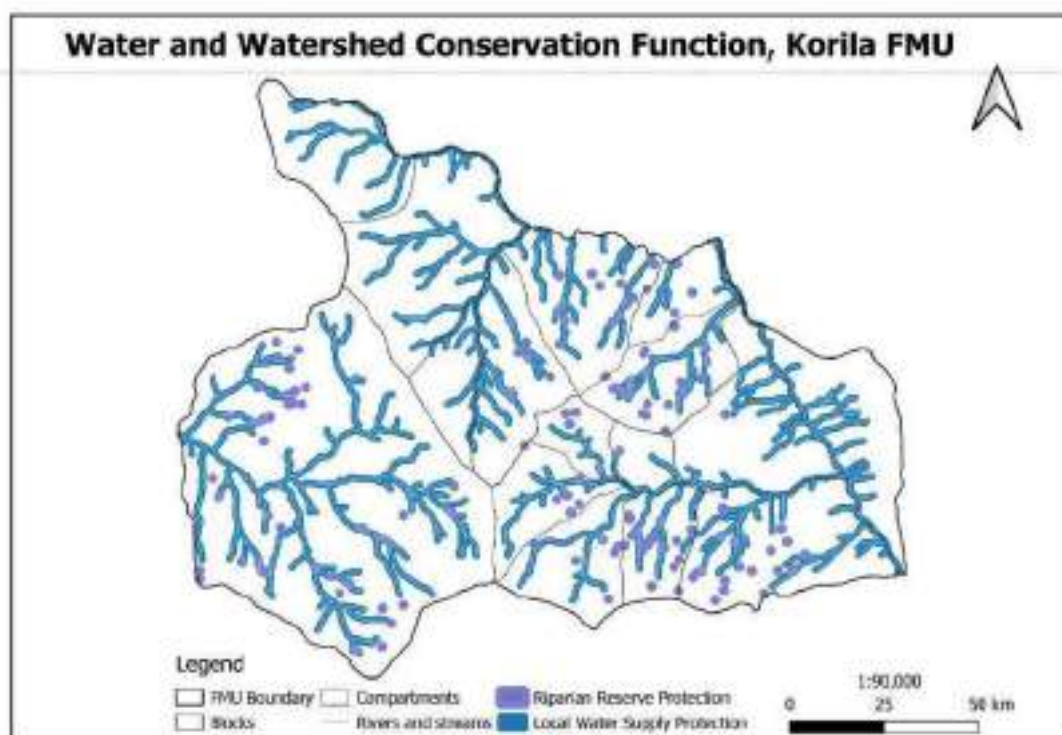 Water and Watershed Conservation Function, Korila FMU
Legend
FMU Boundary Compartments Riparian Reserve Protection
Blocks Rivers and streams Local Water Supply Protection
1:90,000
0 25 50 km